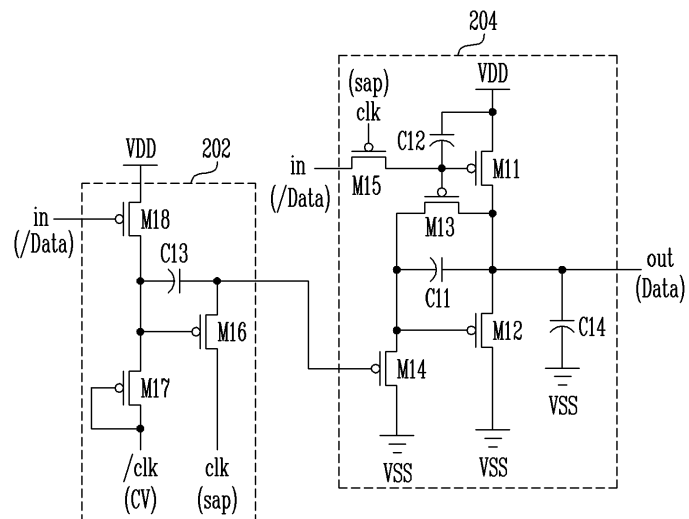 204
(sap)
clk
VDD
C12
in
(/Data)
M15
M11
202
VDD
M13
in
(/Data)
M18
C13
C11
out
(Data)
M16
M12
C14
M17
M14
VSS
/clk
(CV)
clk
(sap)
VSS
VSS